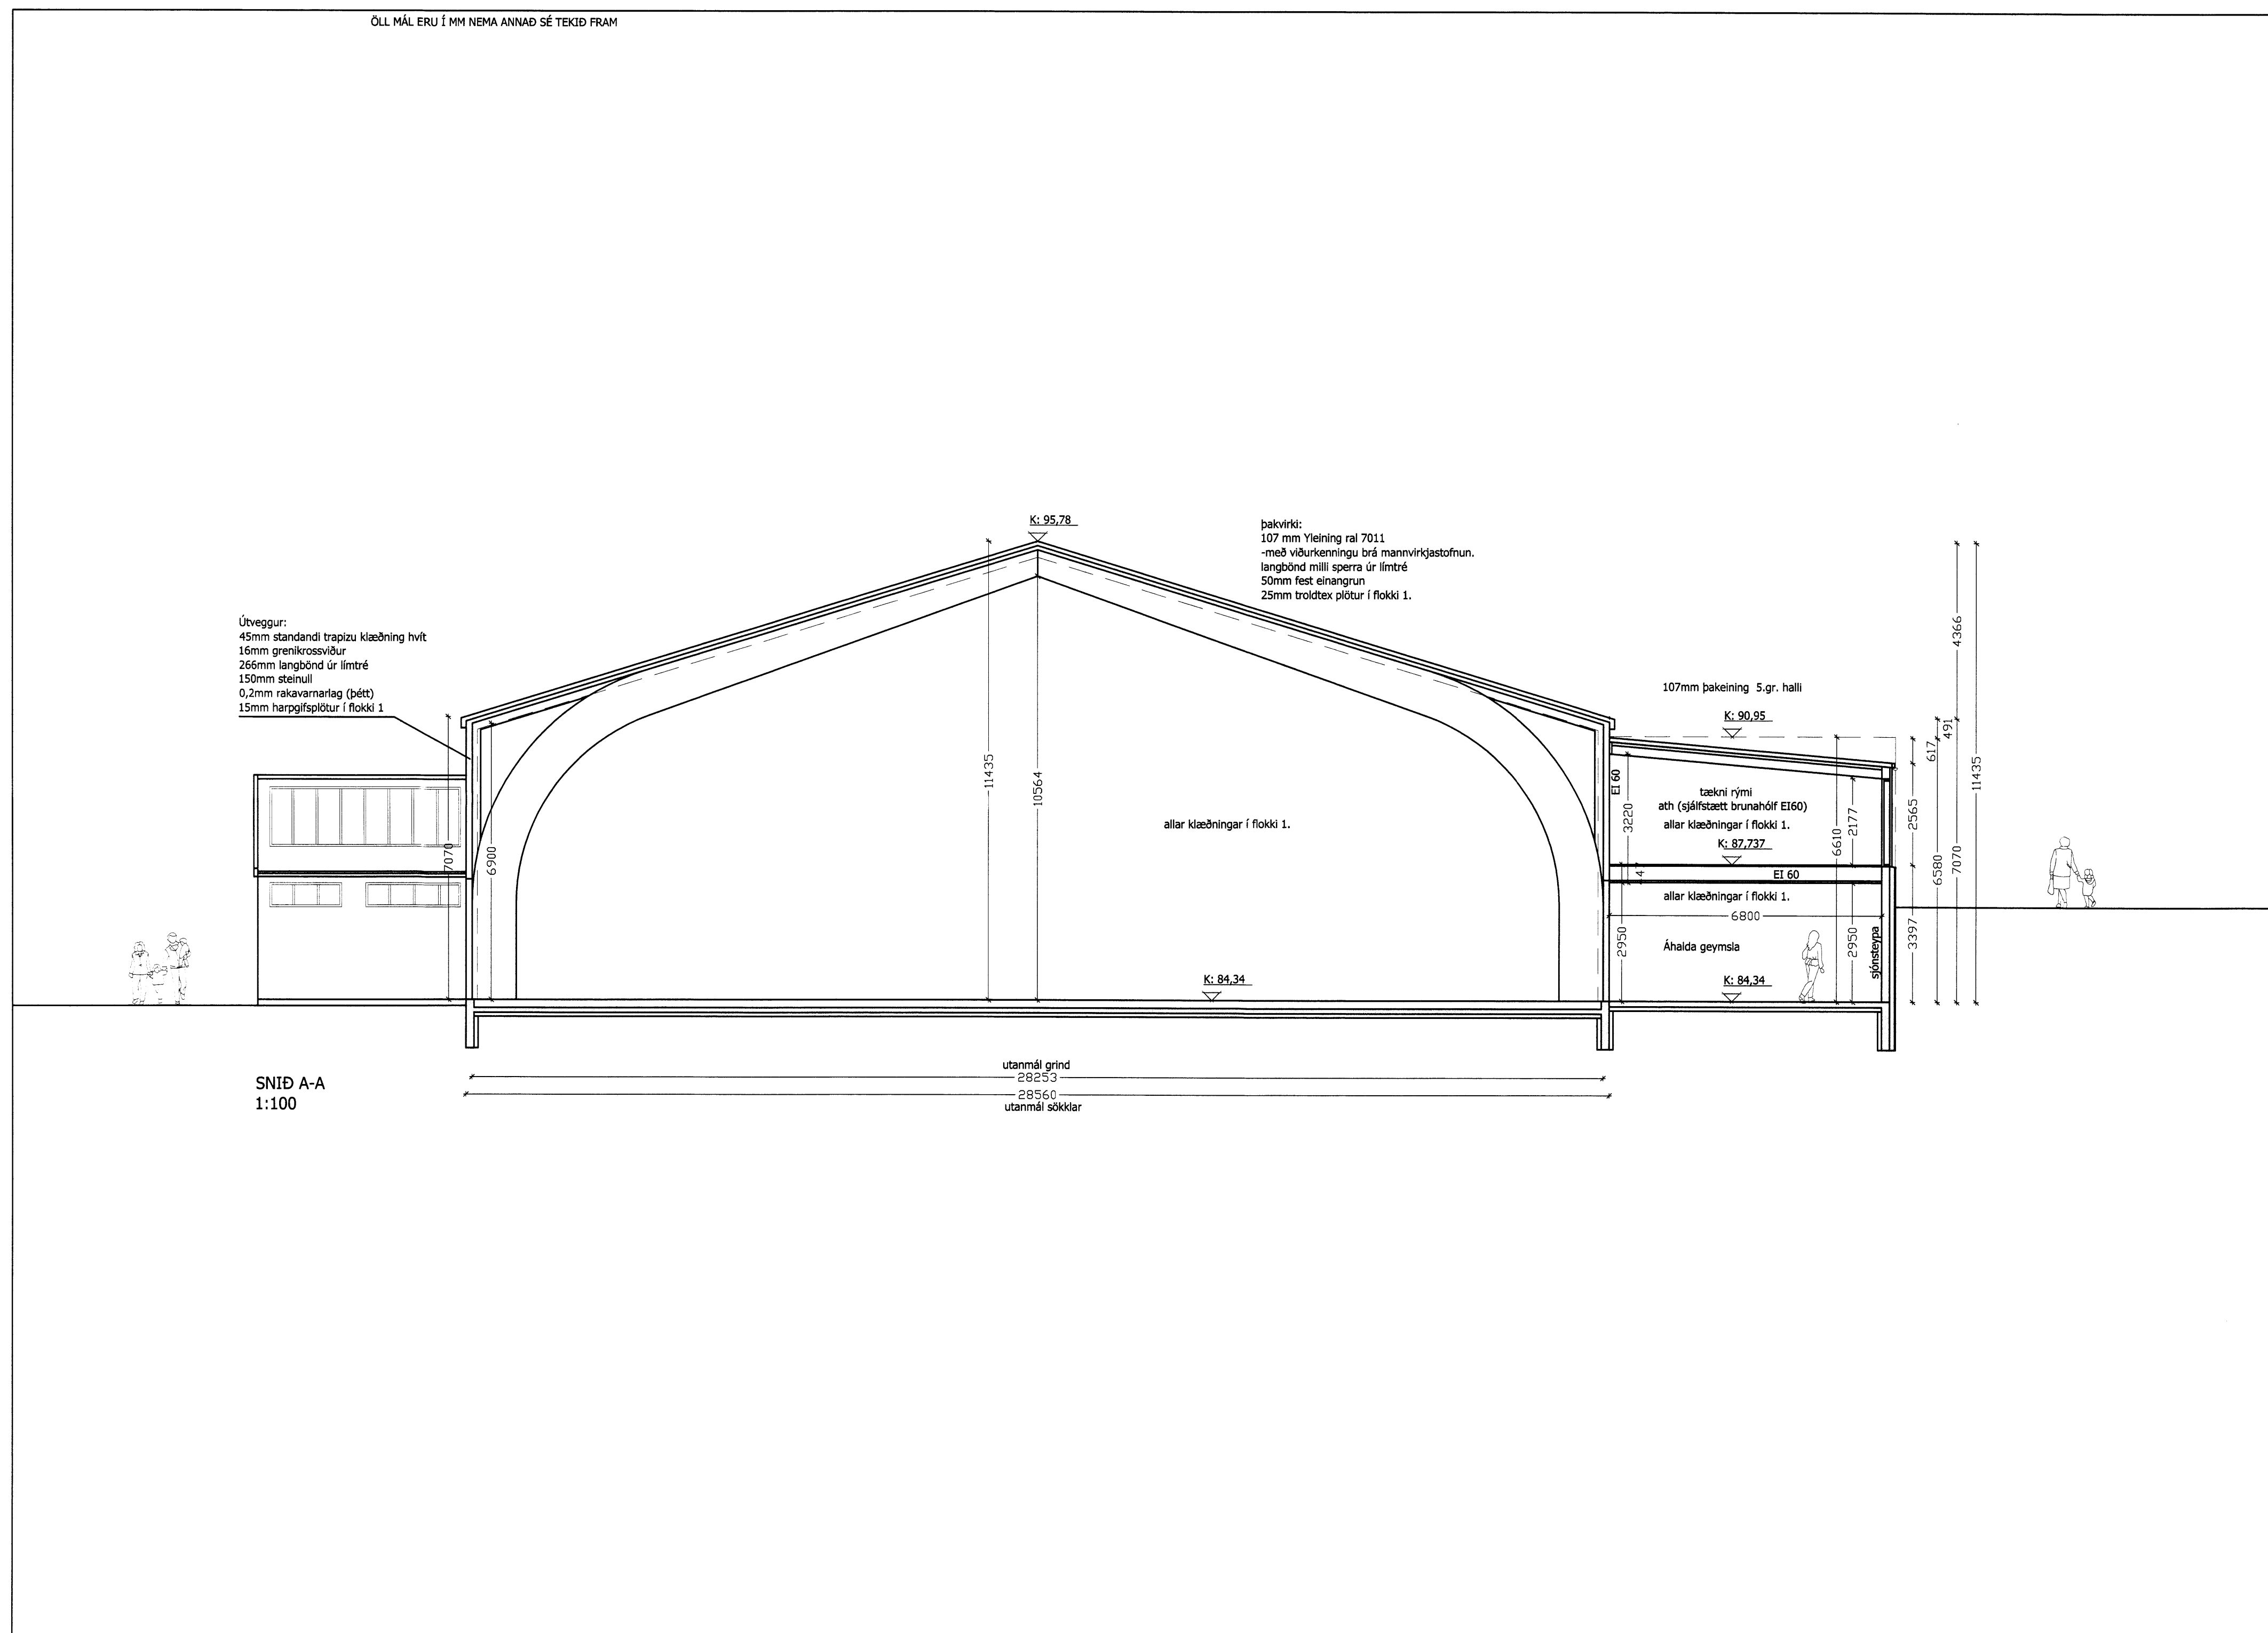 ÖLL MÁL ERU Í MM NEMA ANNAÐ SÉ TEKIÐ FRAM
K: 95,78
þakvirki:
107 mm Yleining ral 7011
-með viðurkenningu brá mannvirkjastofnun.
langbönd milli sperra úr límtré
50mm fest einangrun
25mm troldtex plötur í flokki 1.
Útveggur:
45mm standandi trapizu klæðning hvít
16mm grenikrossviður
266mm langbönd úr límtré
150mm steinull
0,2mm rakavarnarlag (þétt)
15mm harpgifsplötur í flokki 1
107mm þakeining 5.gr. halli
K: 90,95
7070
6900
11435
10564
allar klæðningar í flokki 1.
K: 84,34
EI 60
3220
tækni rými
ath (sjálfstætt brunahólf EI60)
allar klæðningar í flokki 1.
K: 87,737
EI 60
allar klæðningar í flokki 1.
6800
2950
Áhalda geymsla
K: 84,34
6610
2177
2950
sjónsteypa
2565
3397
617
491
6580
4366
7070
11435
utanmál grind
28253
28560
utanmál sökklar
SNIÐ A-A
1:100